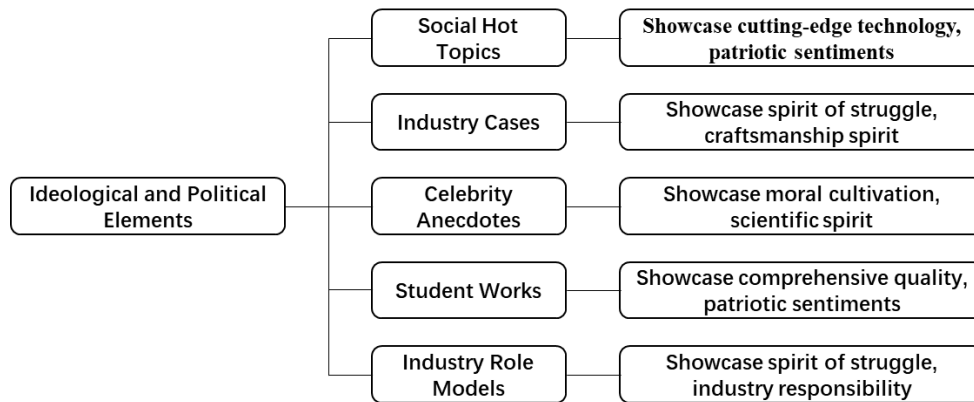 Social Hot
Topics
Showcase cutting-edge technology,
patriotic sentiments
Industry Cases
Showcase spirit of struggle,
craftsmanship spirit
Ideological and Political
Elements
Celebrity
Anecdotes
Showcase moral cultivation,
scientific spirit
Student Works
Showcase comprehensive quality,
patriotic sentiments
Industry Role
Models
Showcase spirit of struggle,
industry responsibility